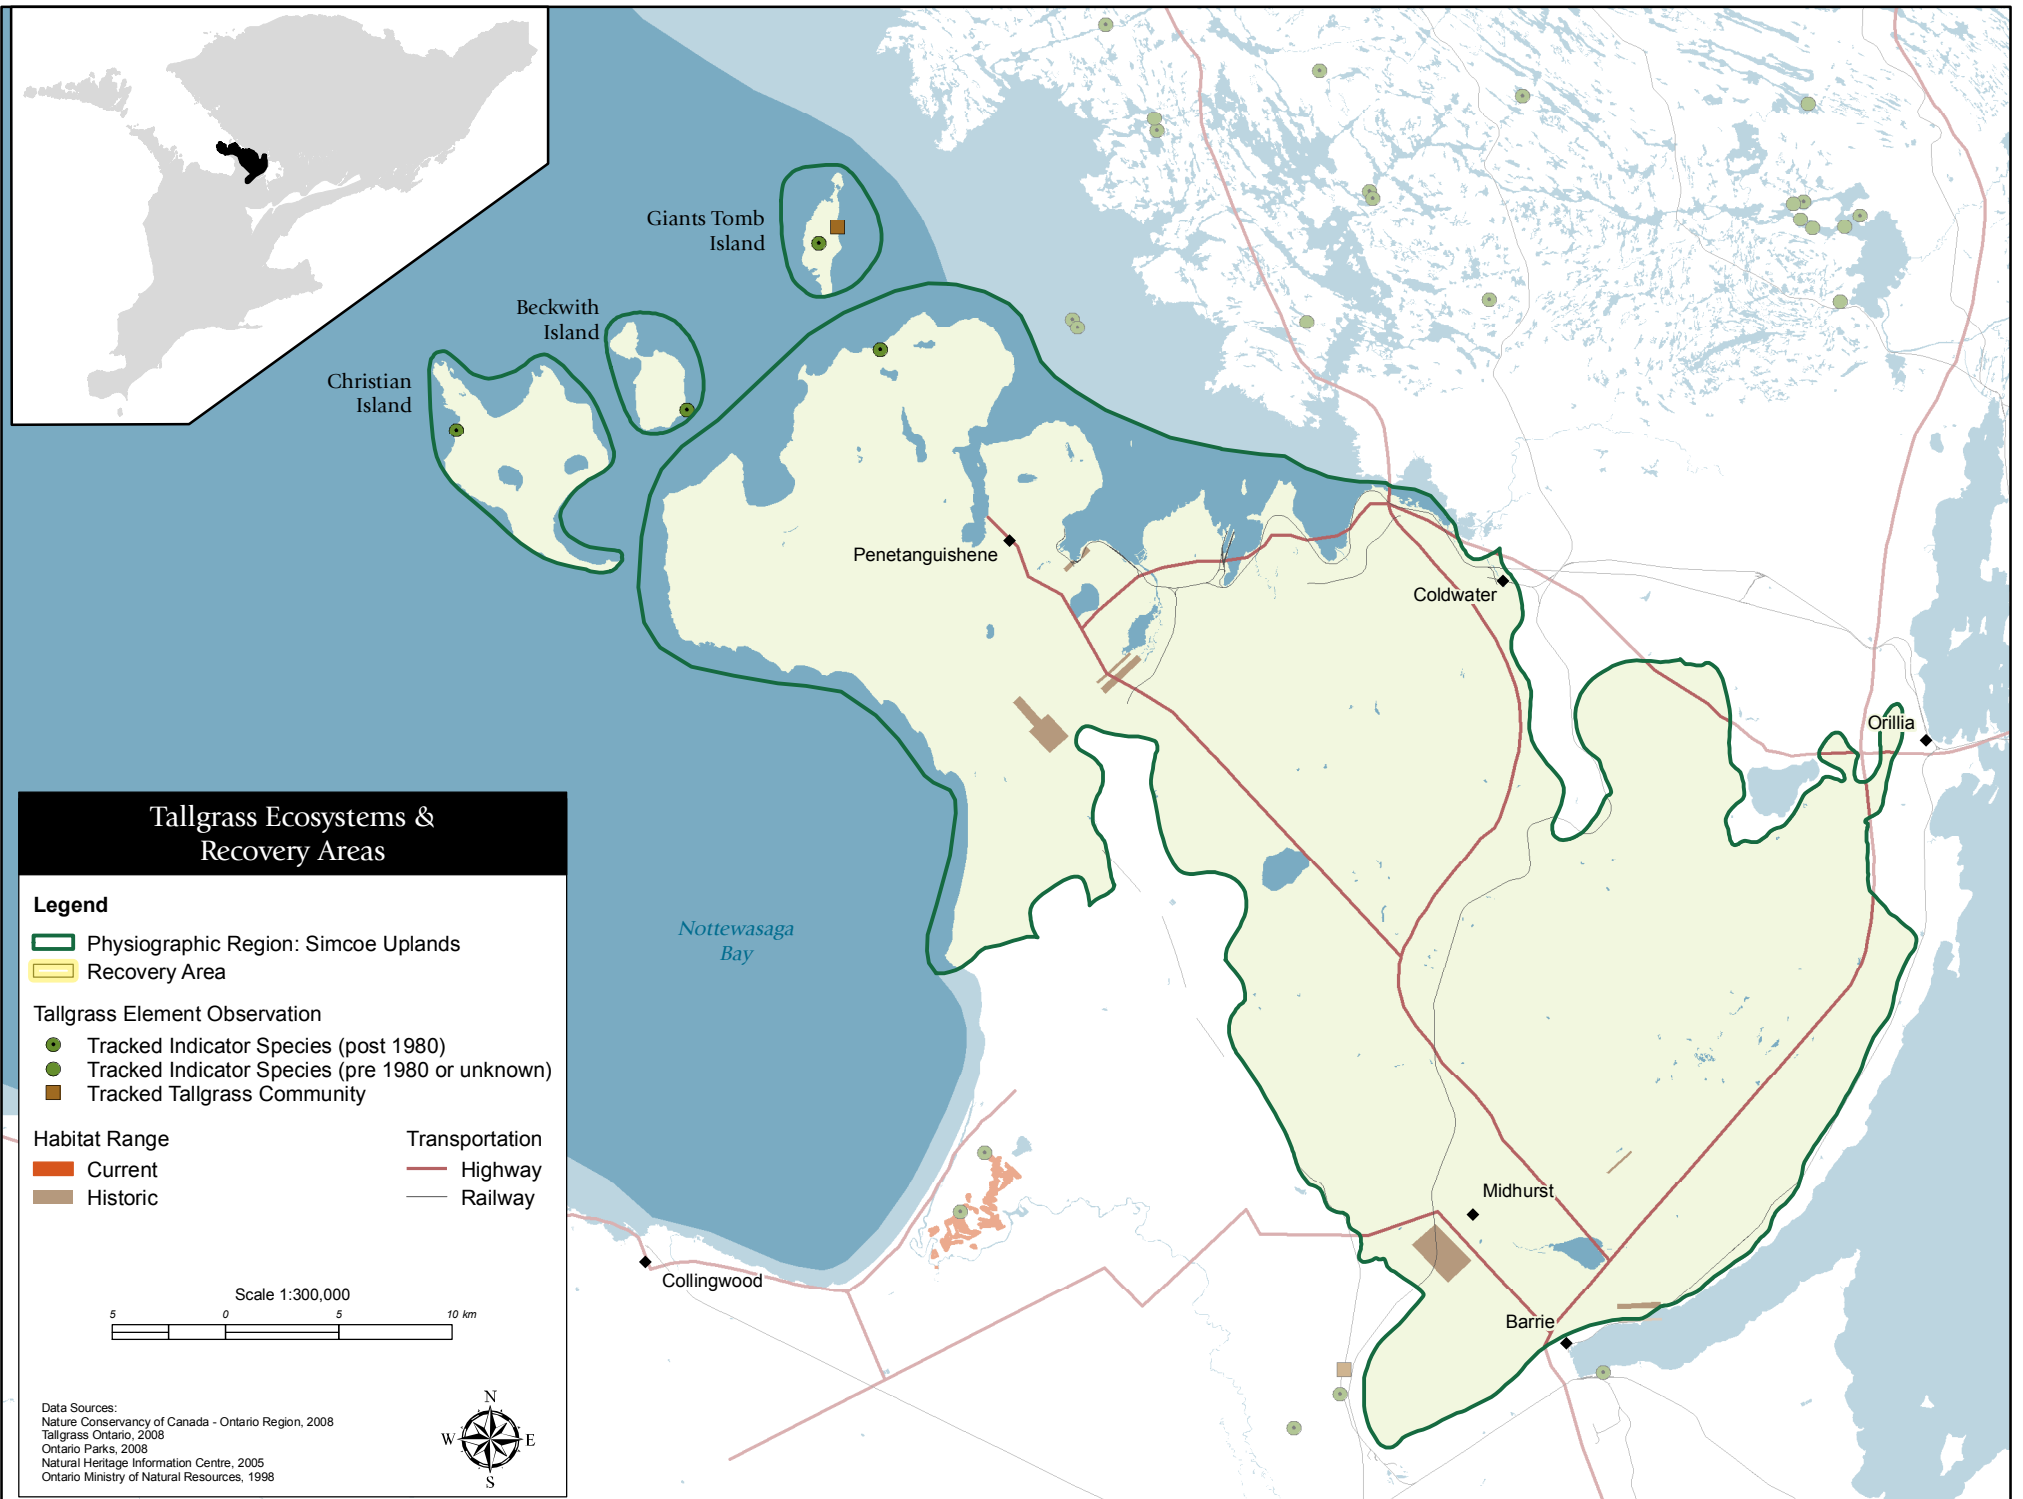 Giants Tomb
Island
Beckwith
Island
Christian
Island
Penetanguishene
Coldwater
Orillia
Nottewasaga
Bay
Midhurst
Barrie
Collingwood
Tallgrass Ecosystems &
Recovery Areas
Legend
Physiographic Region: Simcoe Uplands
Recovery Area
Tallgrass Element Observation
Tracked Indicator Species (post 1980)
Tracked Indicator Species (pre 1980 or unknown)
Tracked Tallgrass Community
Habitat Range
Current
Historic
Transportation
Highway
Railway
Scale 1:300,000
5 0 5 10 km
Data Sources:
Nature Conservancy of Canada - Ontario Region, 2008
Tallgrass Ontario, 2008
Ontario Parks, 2008
Natural Heritage Information Centre, 2005
Ontario Ministry of Natural Resources, 1998
N
W E
S